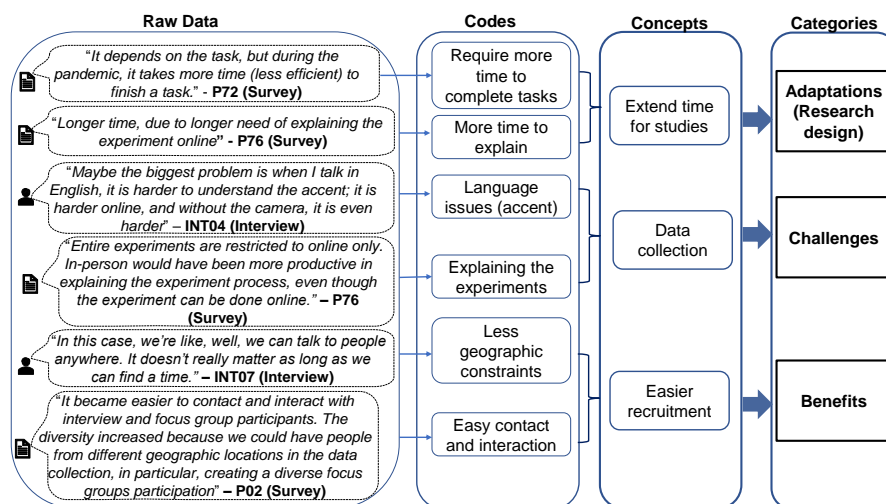 Raw Data
Codes
Concepts
Categories
“It depends on the task, but during the
pandemic, it takes more time (less efficient) to
finish a task.” - P72 (Survey)
“Longer time, due to longer need of explaining the
experiment online” - P76 (Survey)
“Maybe the biggest problem is when I talk in
English, it is harder to understand the accent; it is
harder online, and without the camera, it is even
harder” – INT04 (Interview)
“Entire experiments are restricted to online only.
In-person would have been more productive in
explaining the experiment process, even though
the experiment can be done online.” – P76
(Survey)
“In this case, we’re like, well, we can talk to people
anywhere. It doesn’t really matter as long as we
can find a time.” – INT07 (Interview)
“It became easier to contact and interact with
interview and focus group participants. The
diversity increased because we could have people
from different geographic locations in the data
collection, in particular, creating a diverse focus
groups participation” – P02 (Survey)
Require more
time to
complete tasks
More time to
explain
Language
issues (accent)
Explaining the
experiments
Less
geographic
constraints
Easy contact
and interaction
Extend time
for studies
Data
collection
Easier
recruitment
Adaptations
(Research
design)
Challenges
Benefits